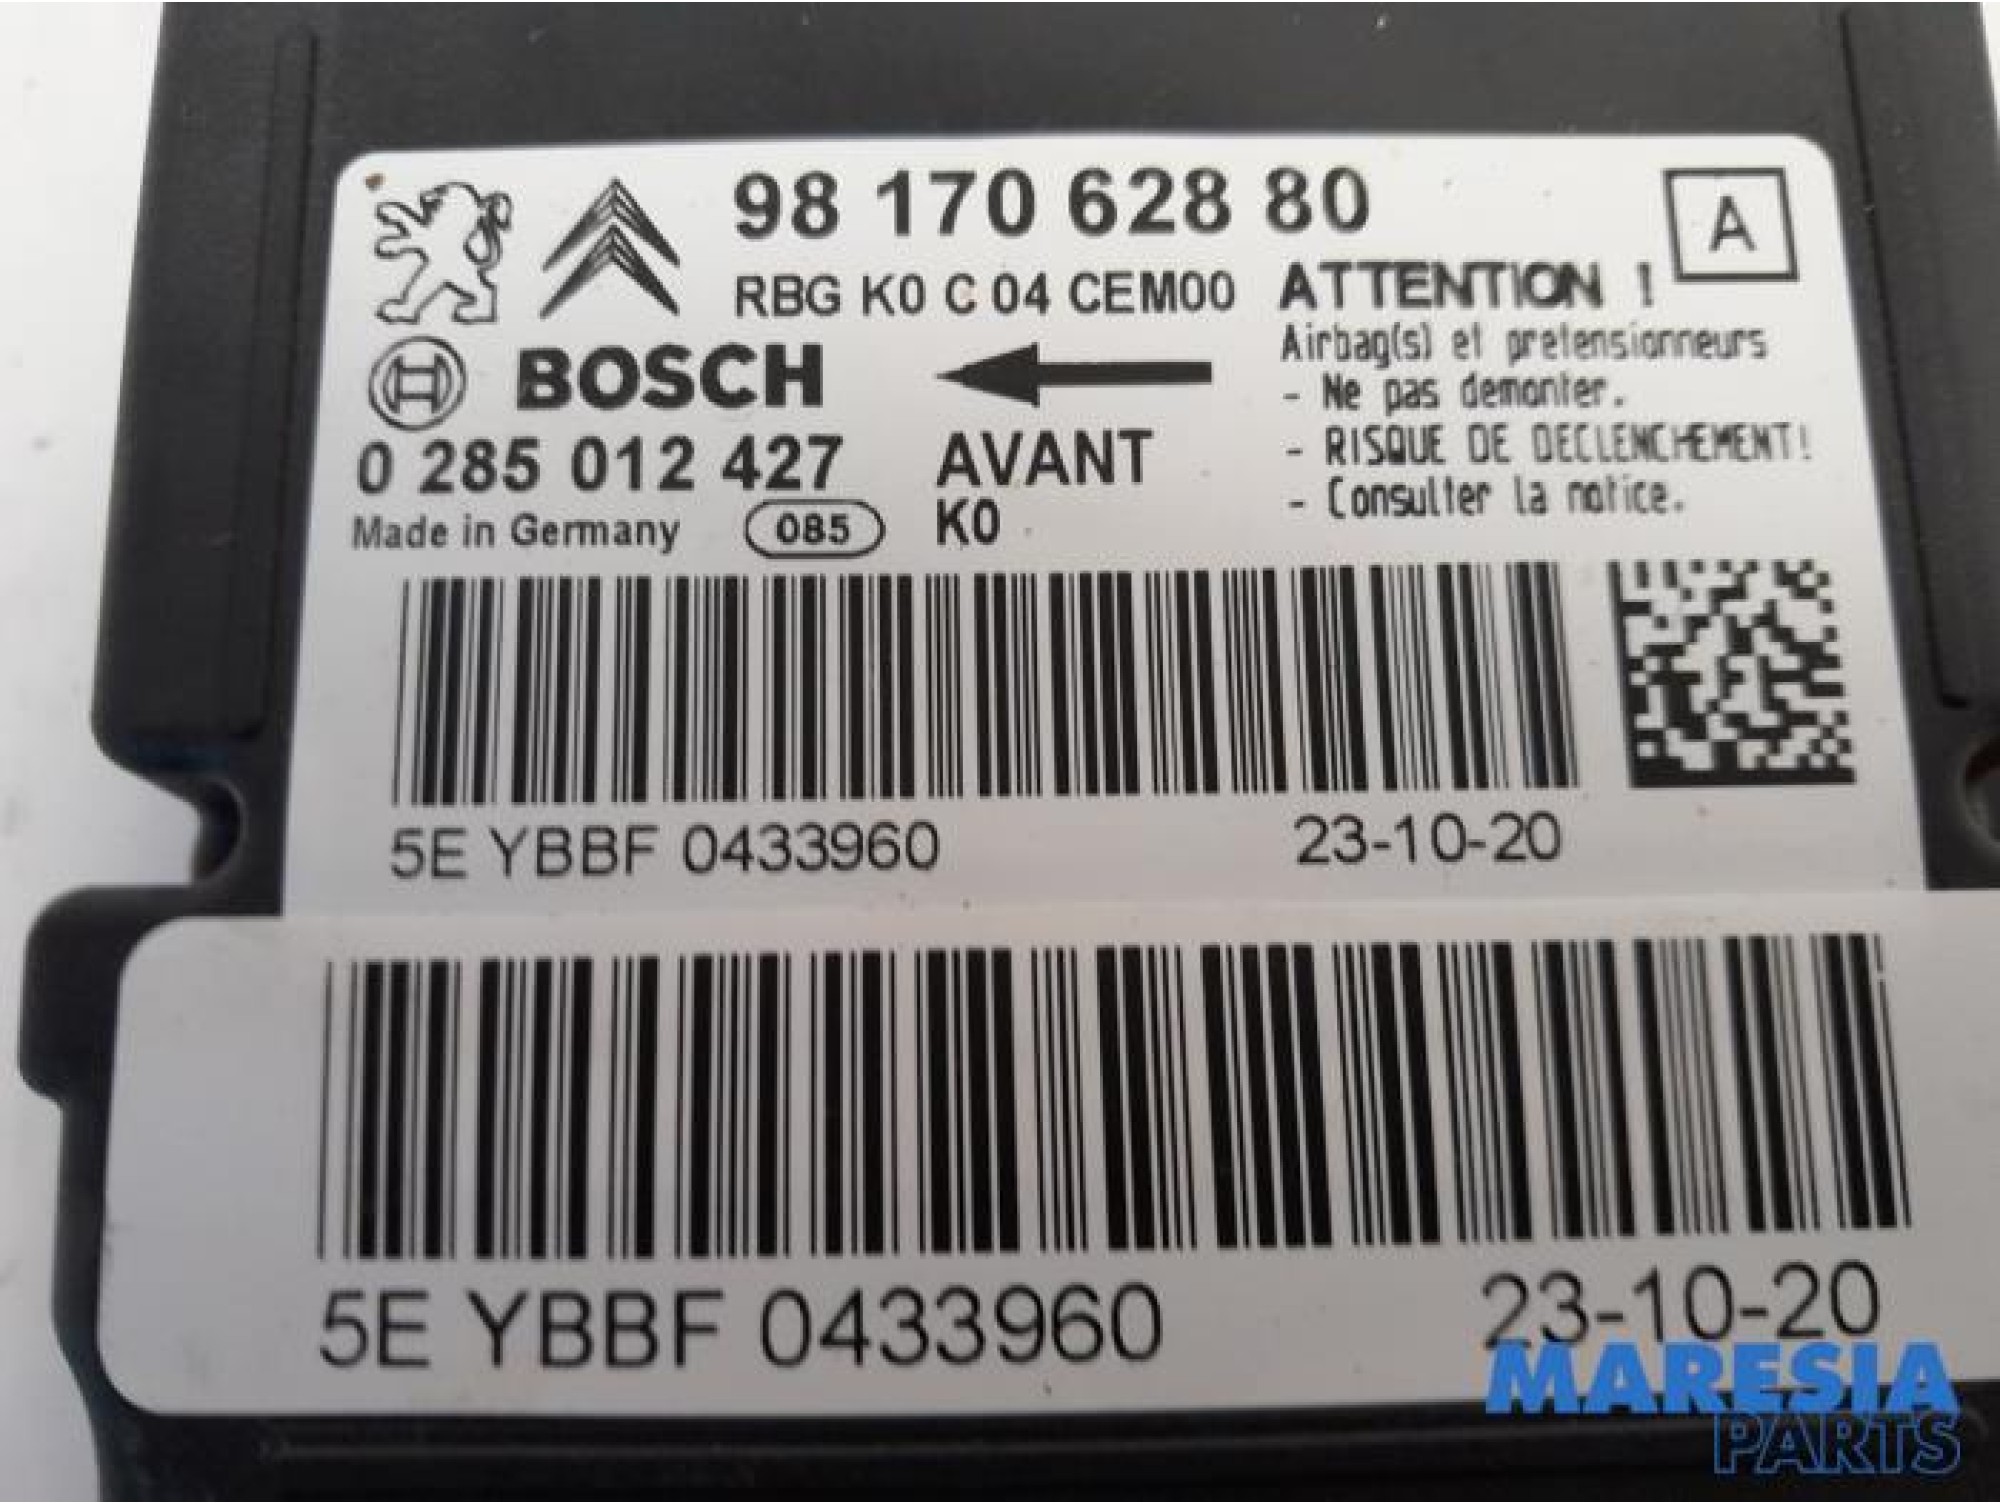 98 170 628 80
A
RBG K0 C 04 CEM00
ATTENTION !
Airbag(s) et pretensionneurs
- Ne pas demonter.
- RISQUE DE DECLENCHEMENT!
- Consulter la notice.
BOSCH
0 285 012 427
AVANT
Made in Germany
085
K0
5E YBBF 0433960
23-10-20
5E YBBF 0433960
23-10-20
MARESIA
PARTS